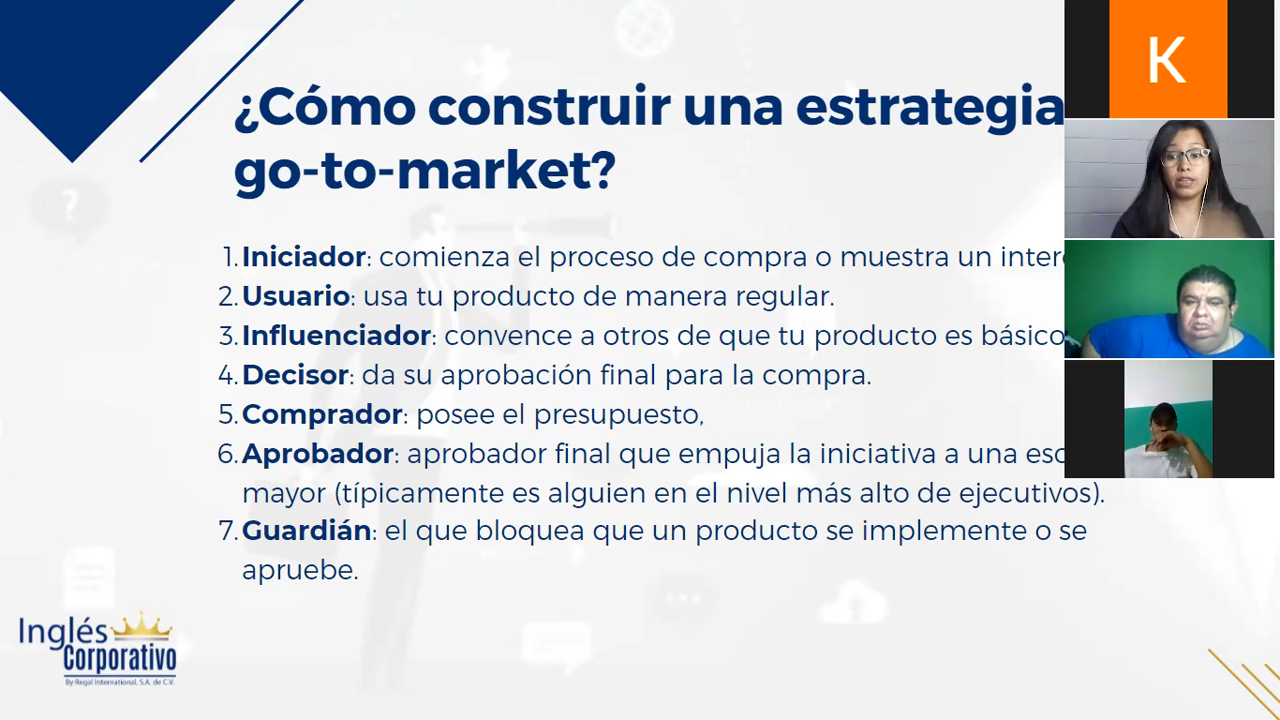 ¿Cómo construir una estrategia
go-to-market?
K
1. Iniciador: comienza el proceso de compra o muestra un
2. Usuario: usa tu producto de manera regular.
3. Influenciador: convence a otros de que tu producto es básico
4. Decisor: da su aprobación final para la compra.
5. Comprador: posee el presupuesto,
6. Aprobador: aprobador final que empuja la iniciativa a una
mayor (típicamente es alguien en el nivel más alto de ejecutivos).
7. Guardián: el que bloquea que un producto se implemente o se
apruebe.
Inglés
Corporativo
By Regal International, S.A. de C.V.